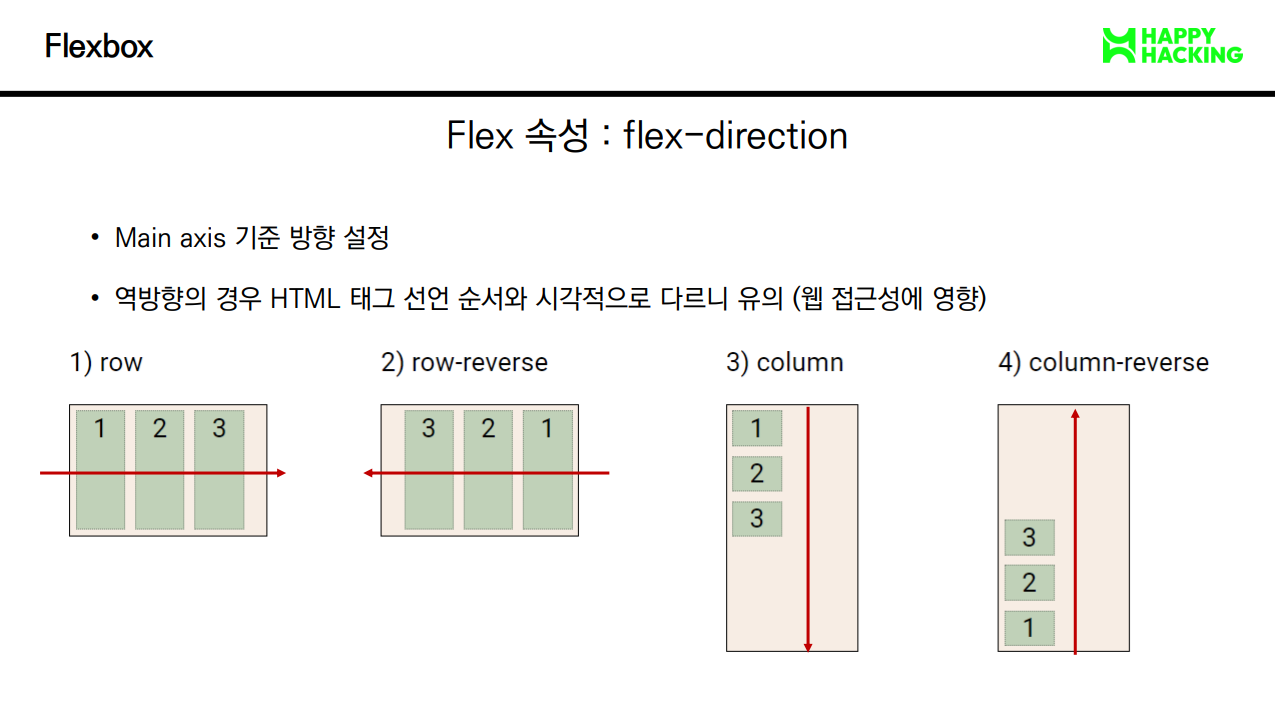 Flexbox
HAPPY
HACKING
Flex 속성 : flex-direction
• Main axis 기준 방향 설정
• 역방향의 경우 HTML 태그 선언 순서와 시각적으로 다르니 유의 (웹 접근성에 영향)
1) row
1 2 3
2) row-reverse
3 2 1
3) column
1
2
3
4) column-reverse
3
2
1